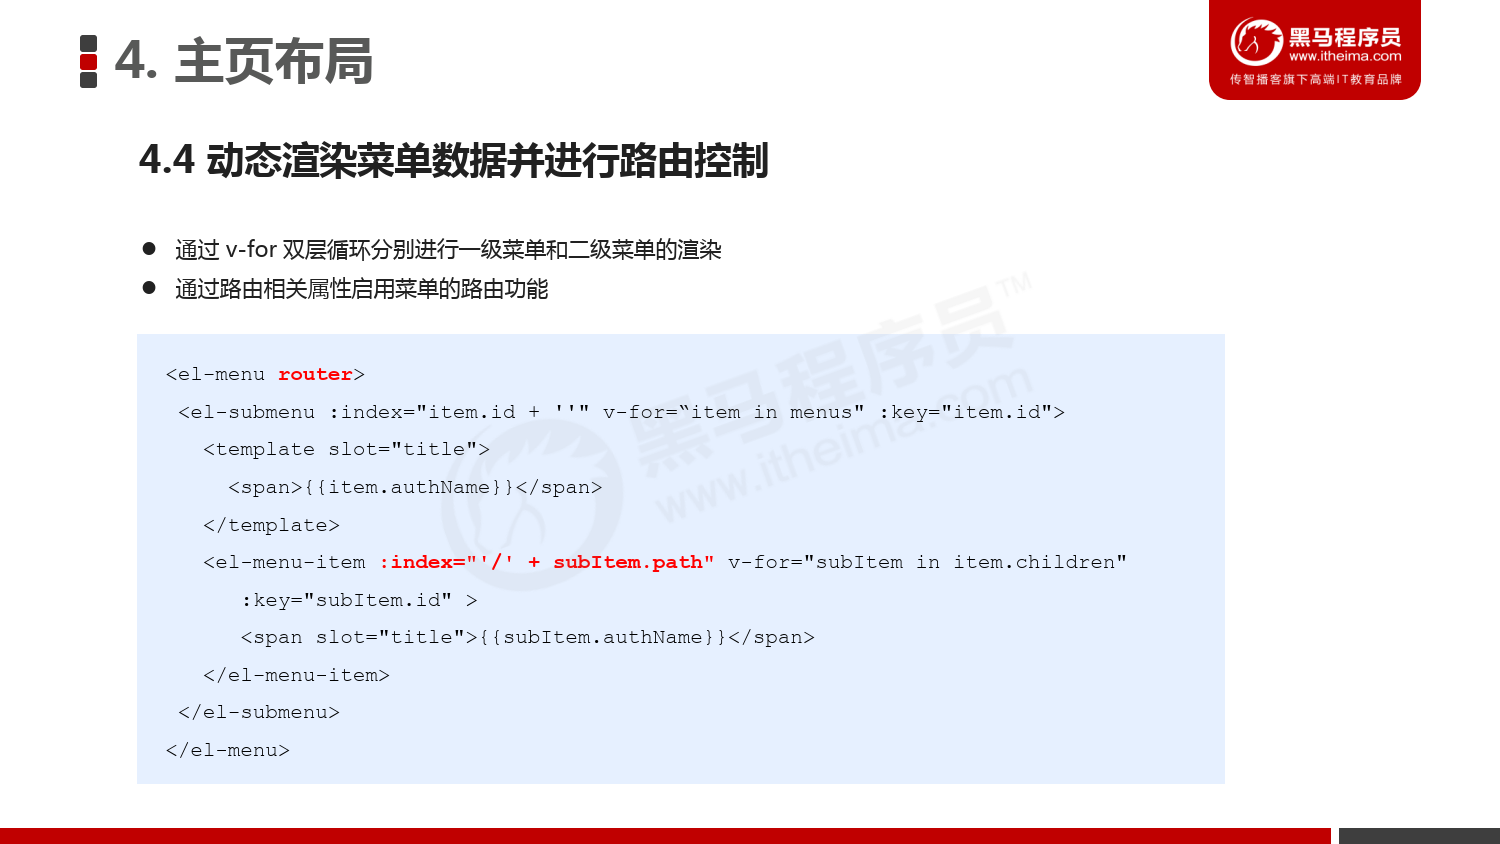 4. 主页布局
黑马程序员
www.itheima.com
传智播客旗下高端IT教育品牌
4.4 动态渲染菜单数据并进行路由控制
● 通过 v-for 双层循环分别进行一级菜单和二级菜单的渲染
● 通过路由相关属性启用菜单的路由功能
黑马程序员™
www.itheima.com
<el-menu router>
<el-submenu :index="item.id + ''" v-for=“item in menus" :key="item.id">
<template slot="title">
<span>{{item.authName}}</span>
</template>
<el-menu-item :index="'/' + subItem.path" v-for="subItem in item.children"
:key="subItem.id" >
<span slot="title">{{subItem.authName}}</span>
</el-menu-item>
</el-submenu>
</el-menu>